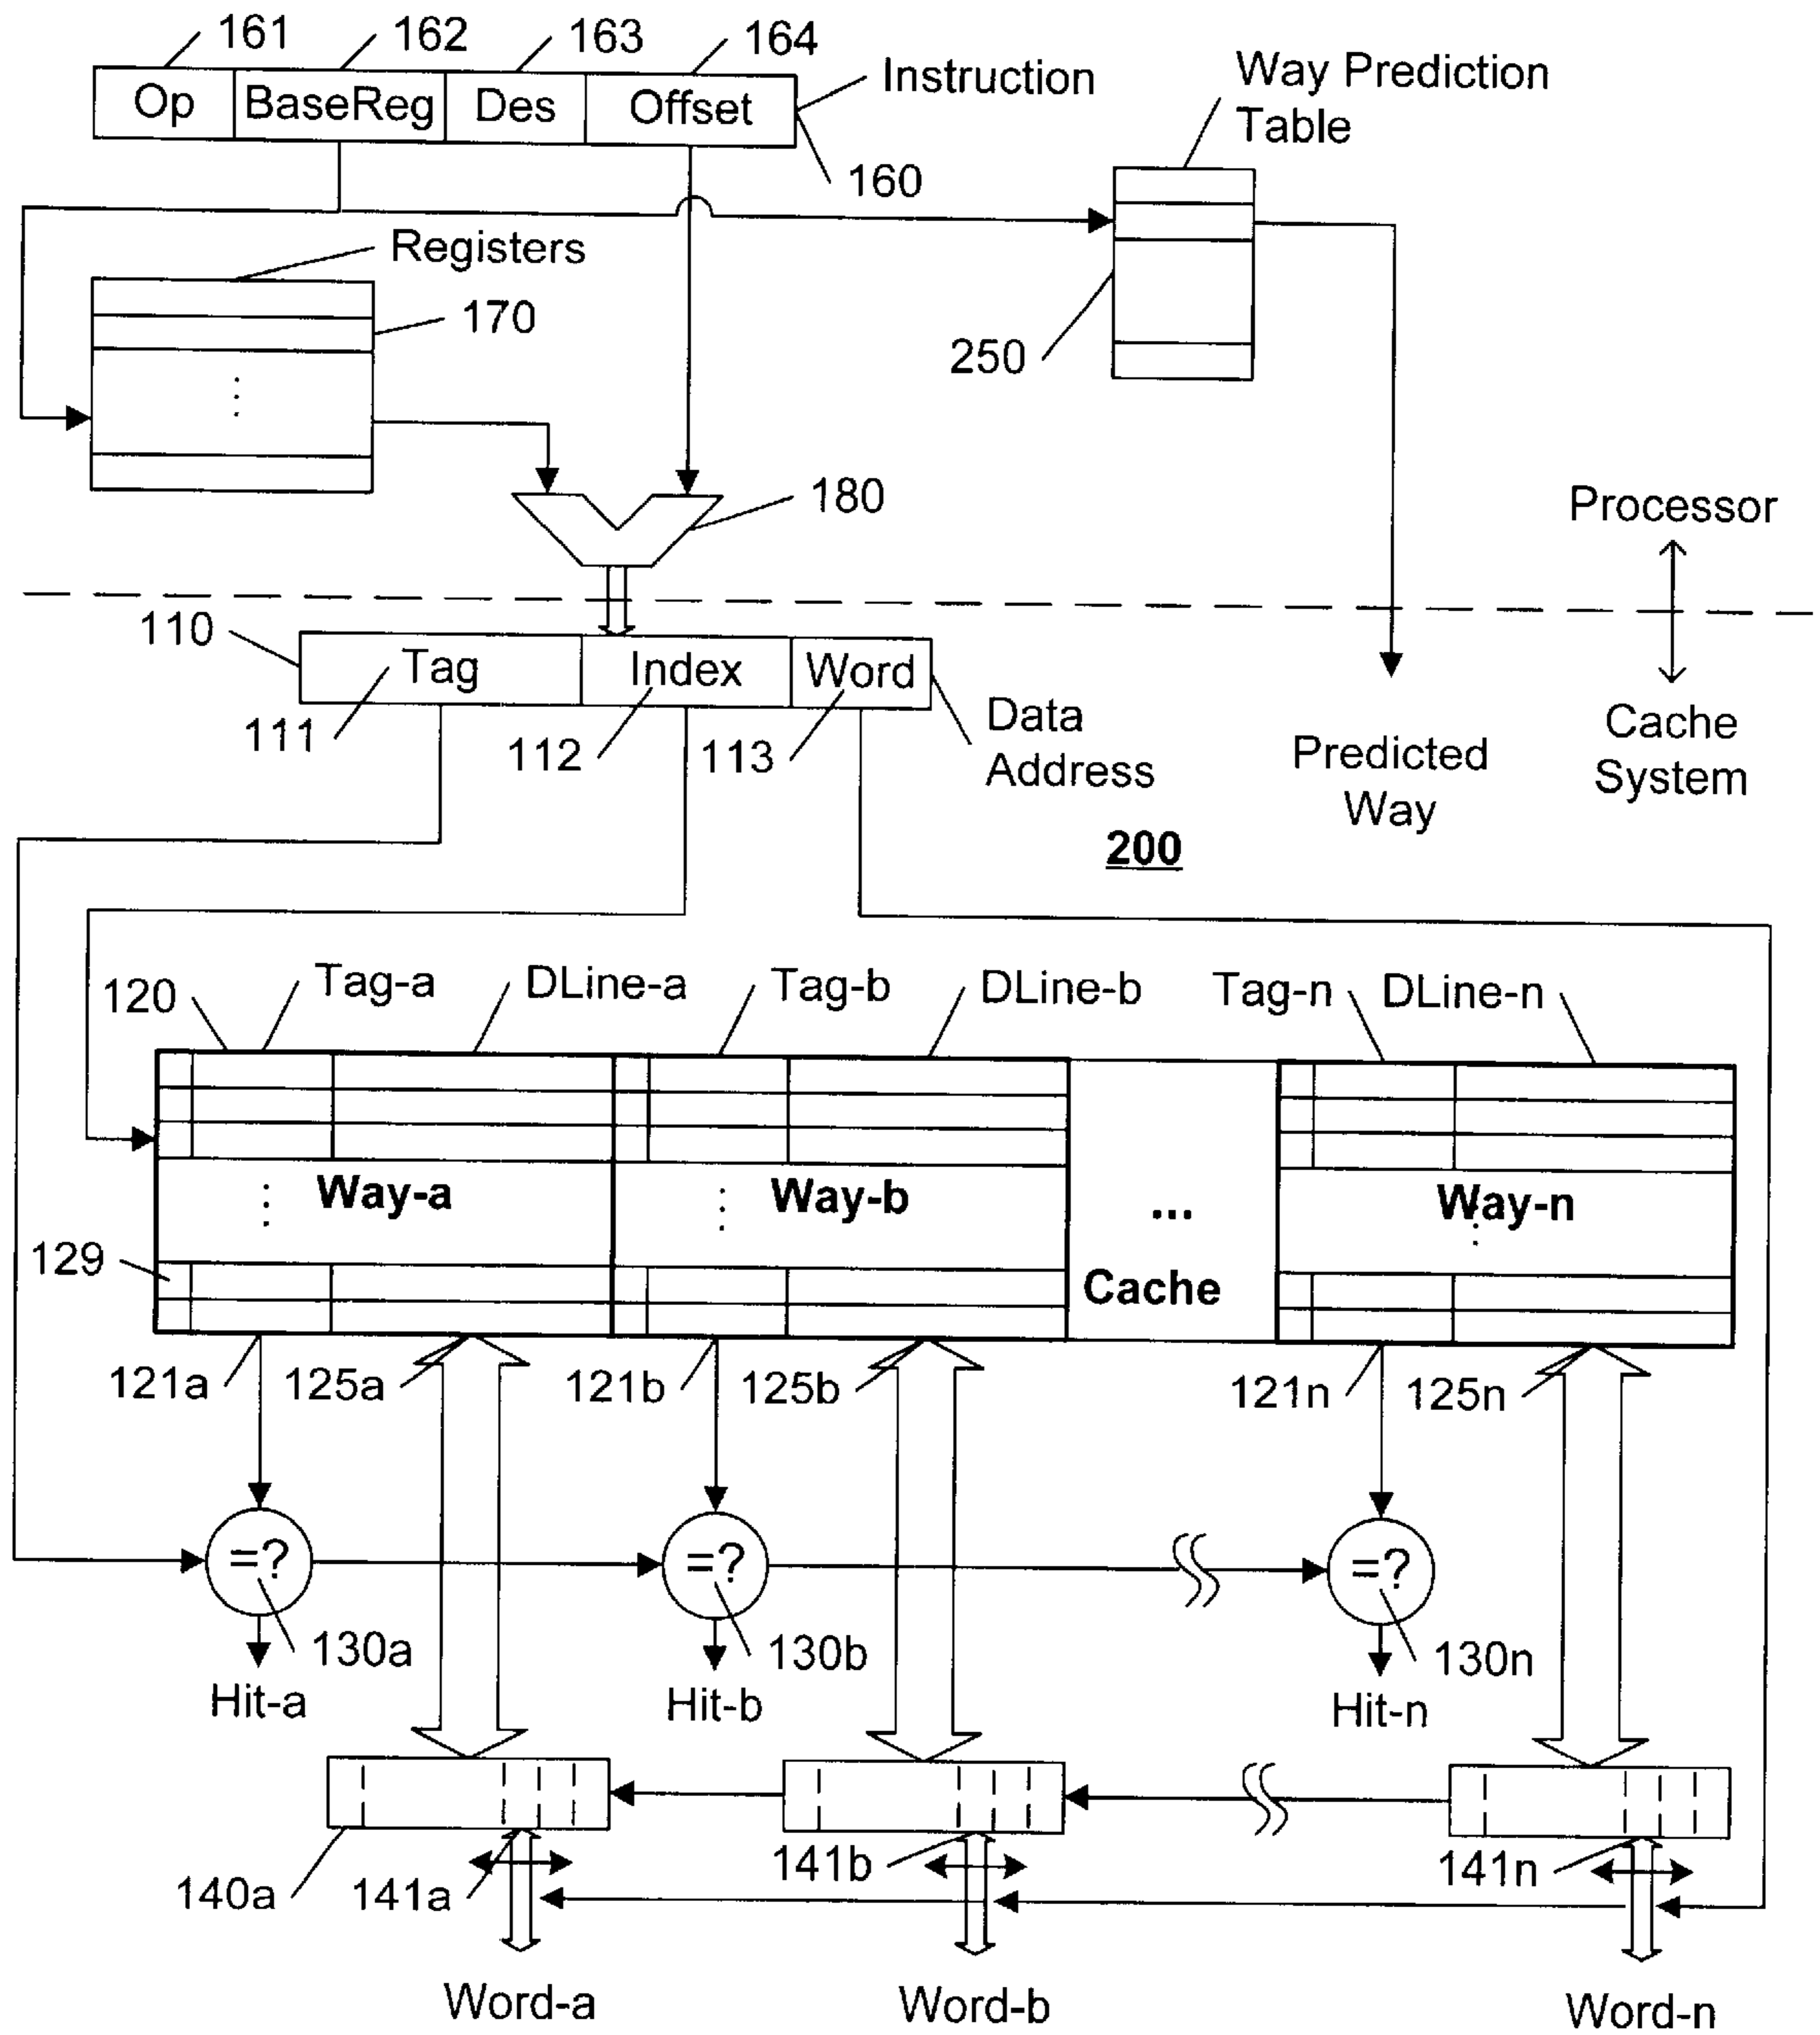 161 162 163 164
Op BaseReg Des Offset
Instruction
160
Way Prediction
Table
Registers
170
250
180
Processor
110
Tag Index Word
111 112 113
Data
Address
Predicted
Way
Cache
System
200
120 Tag-a DLine-a Tag-b DLine-b Tag-n DLine-n
Way-a Way-b ... Way-n
129
Cache
121a 125a 121b 125b 121n 125n
=? =? =?
130a 130b 130n
Hit-a Hit-b Hit-n
140a 141a 141b 141n
Word-a Word-b Word-n